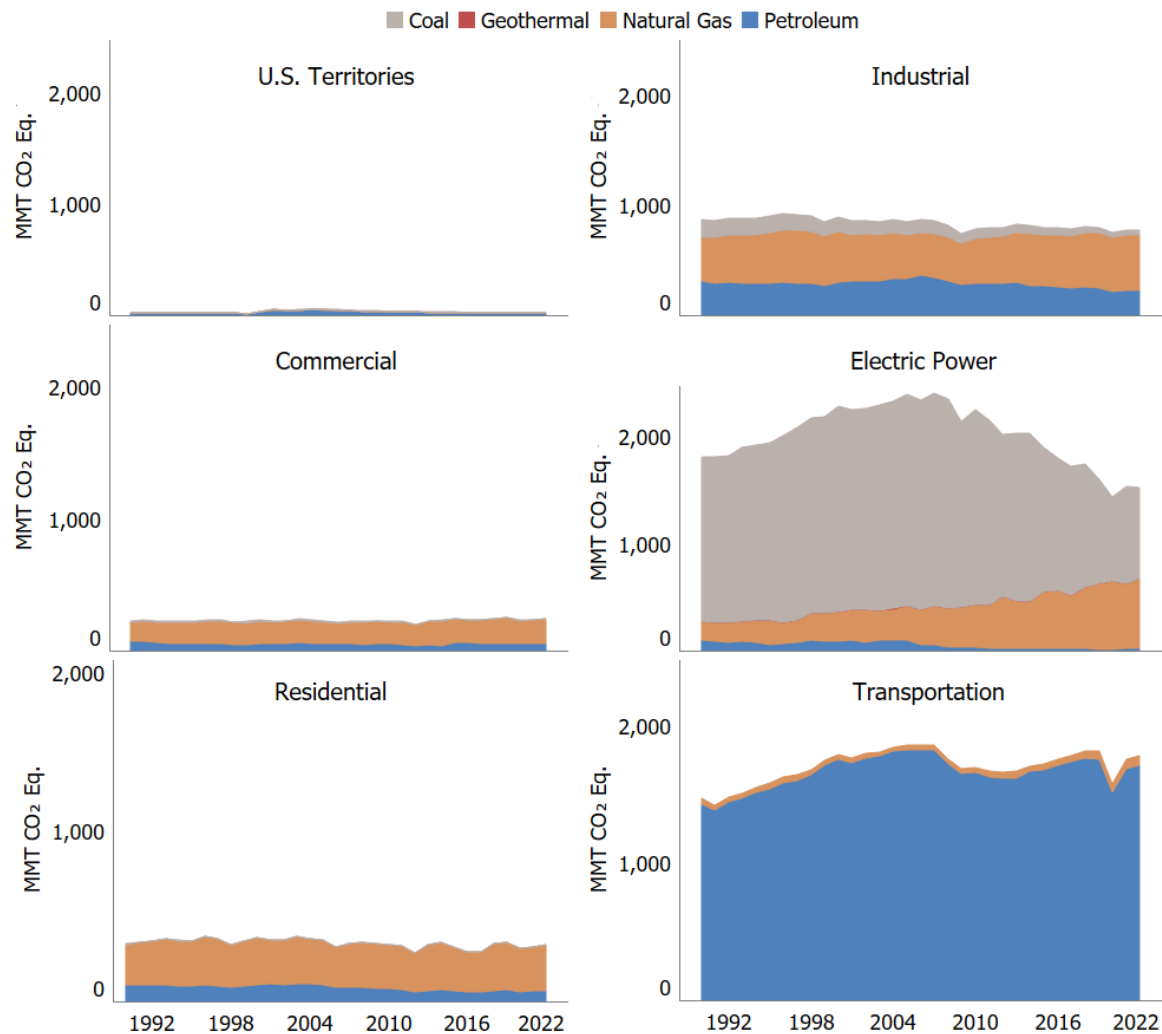 Coal Geothermal Natural Gas Petroleum
U.S. Territories
MMT CO₂ Eq.
2,000
1,000
0
Industrial
MMT CO₂ Eq.
2,000
1,000
0
Commercial
MMT CO₂ Eq.
2,000
1,000
0
Electric Power
MMT CO₂ Eq.
2,000
1,000
0
Residential
MMT CO₂ Eq.
2,000
1,000
0
1992 1998 2004 2010 2016 2022
Transportation
MMT CO₂ Eq.
2,000
1,000
0
1992 1998 2004 2010 2016 2022